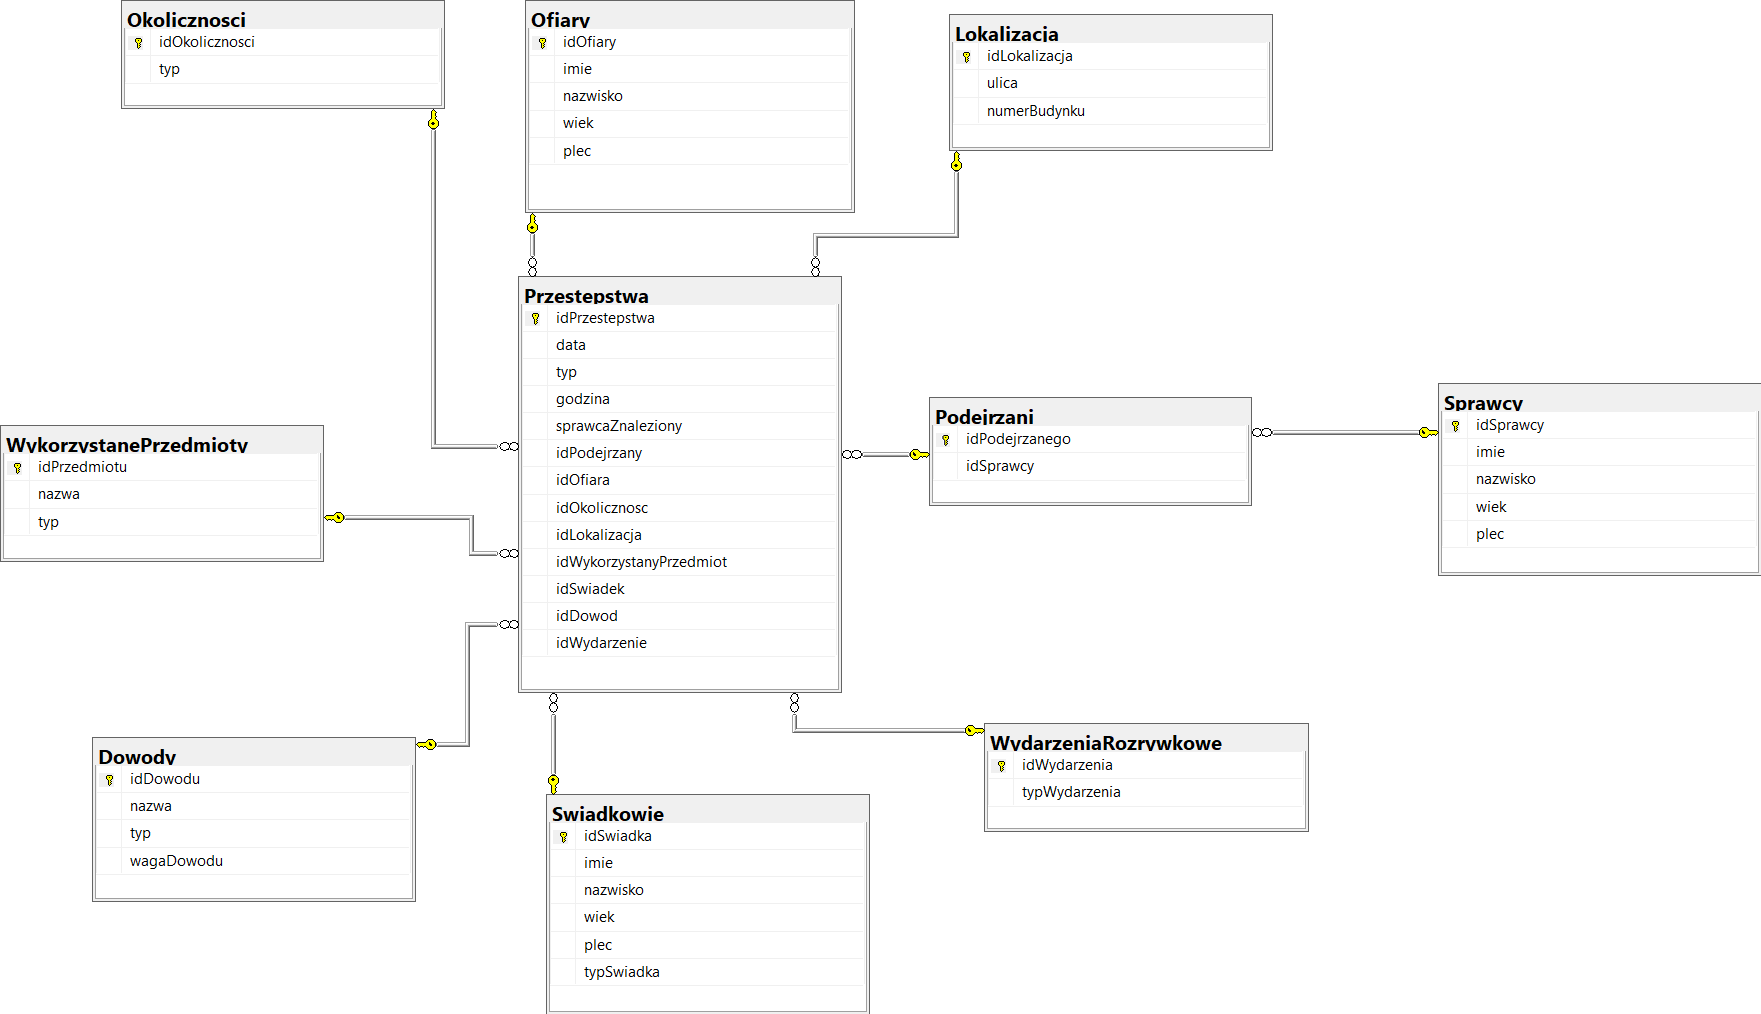 Okolicznosci
idOkolicznosci
typ
Ofiary
idOfiary
imie
nazwisko
wiek
plec
Lokalizacja
idLokalizacja
ulica
numerBudynku
Przestepstwa
idPrzestepstwa
data
typ
godzina
sprawcaZnaleziony
idPodejrzany
idOfiara
idOkolicznosc
idLokalizacja
idWykorzystanyPrzedmiot
idSwiadek
idDowod
idWydarzenie
Podejrzani
idPodejrzanego
idSprawcy
Sprawcy
idSprawcy
imie
nazwisko
wiek
plec
WykorzystanePrzedmioty
idPrzedmiotu
nazwa
typ
Dowody
idDowodu
nazwa
typ
wagaDowodu
Swiadkowie
idSwiadka
imie
nazwisko
wiek
plec
typSwiadka
WydarzeniaRozrywkowe
idWydarzenia
typWydarzenia